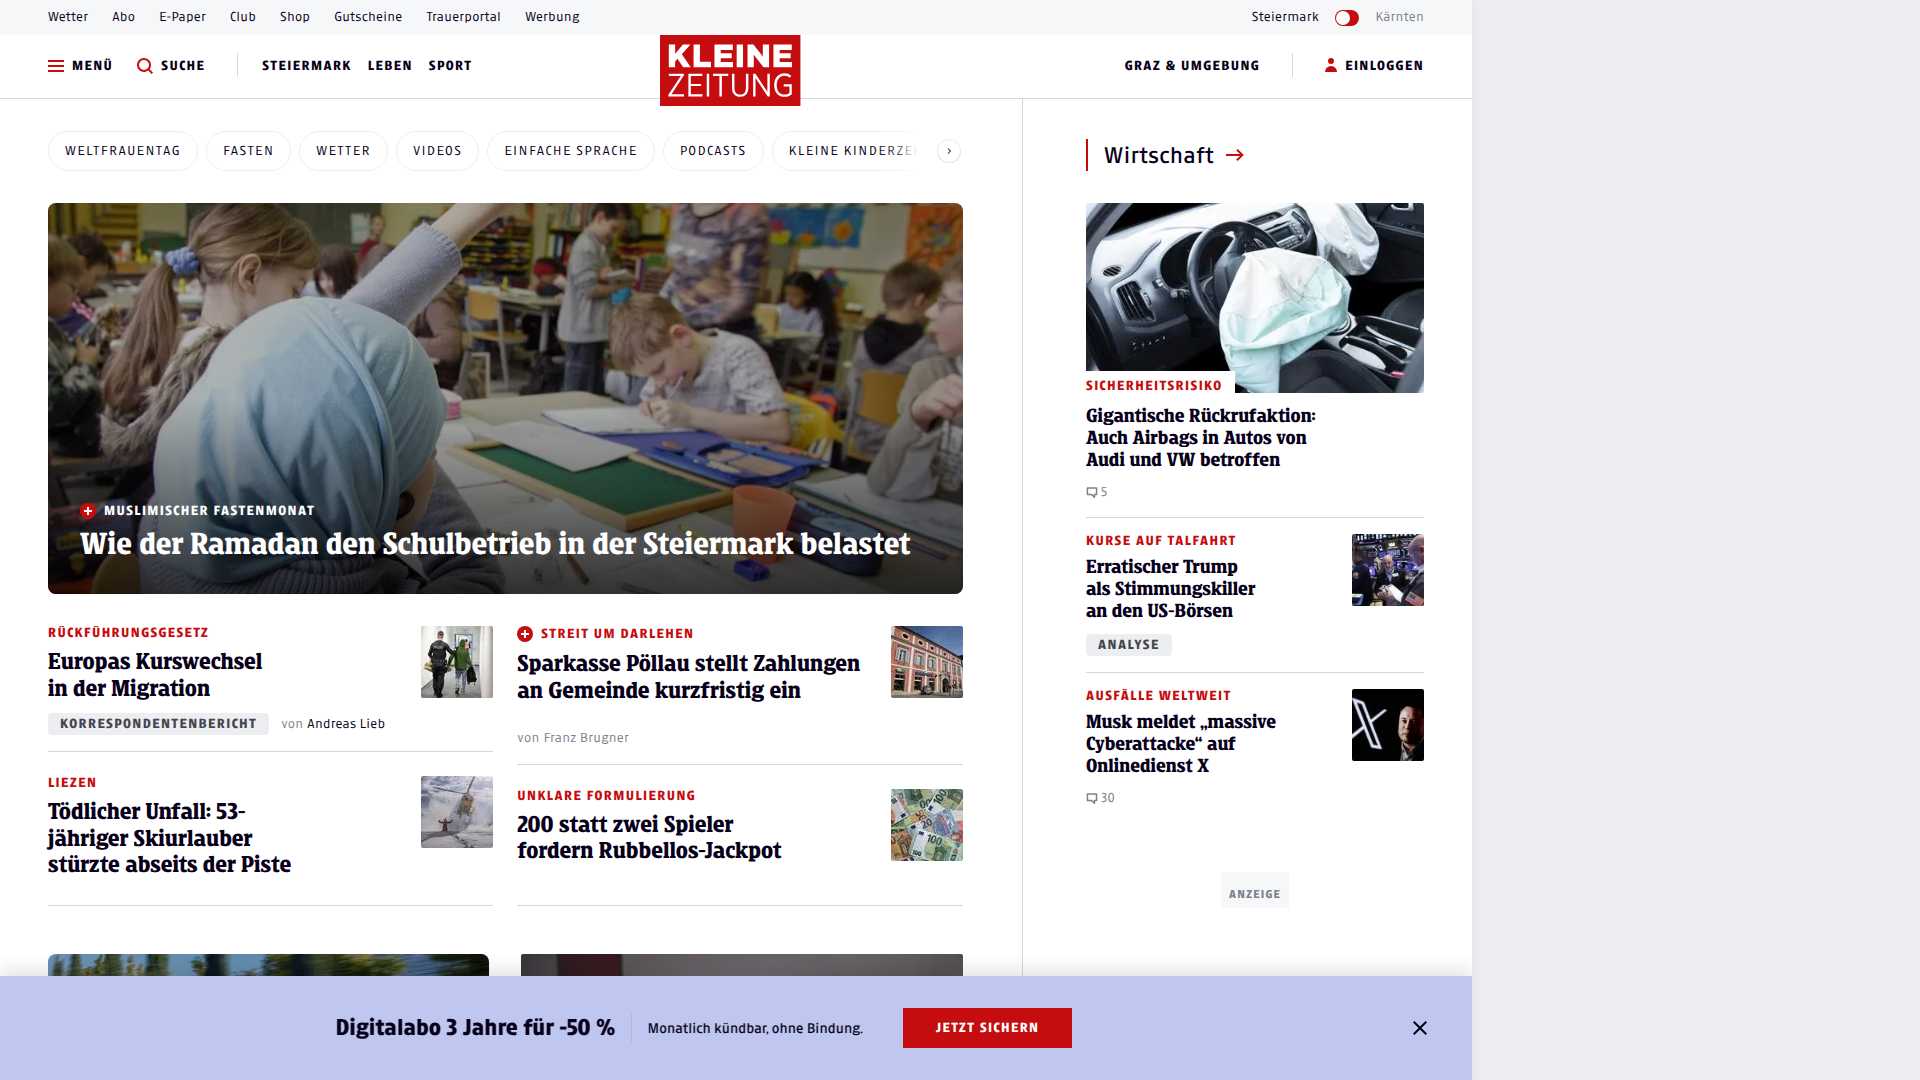 Wetter Abo E-Paper Club Shop Gutscheine Trauerportal Werbung
Steiermark Kärnten
MENÜ SUCHE STEIERMARK LEBEN SPORT
KLEINE
ZEITUNG
GRAZ & UMGEBUNG EINLOGGEN
WELTFRAUENTAG FASTEN WETTER VIDEOS EINFACHE SPRACHE PODCASTS KLEINE KINDERZE
MUSLIMISCHER FASTENMONAT
Wie der Ramadan den Schulbetrieb in der Steiermark belastet
RÜCKFÜHRUNGSGESETZ
Europas Kurswechsel
in der Migration
KORRESPONDENTENBERICHT von Andreas Lieb
STREIT UM DARLEHEN
Sparkasse Pöllau stellt Zahlungen
an Gemeinde kurzfristig ein
von Franz Brugner
LIEZEN
Tödlicher Unfall: 53-
jähriger Skiurlauber
stürzte abseits der Piste
UNKLARE FORMULIERUNG
200 statt zwei Spieler
fordern Rubbellos-Jackpot
Wirtschaft
SICHERHEITSRISIKO
Gigantische Rückrufaktion:
Auch Airbags in Autos von
Audi und VW betroffen
5
KURSE AUF TALFAHRT
Erratischer Trump
als Stimmungskiller
an den US-Börsen
ANALYSE
AUSFÄLLE WELTWEIT
Musk meldet „massive
Cyberattacke“ auf
Onlinedienst X
30
ANZEIGE
Digitalabo 3 Jahre für -50 %
Monatlich kündbar, ohne Bindung.
JETZT SICHERN